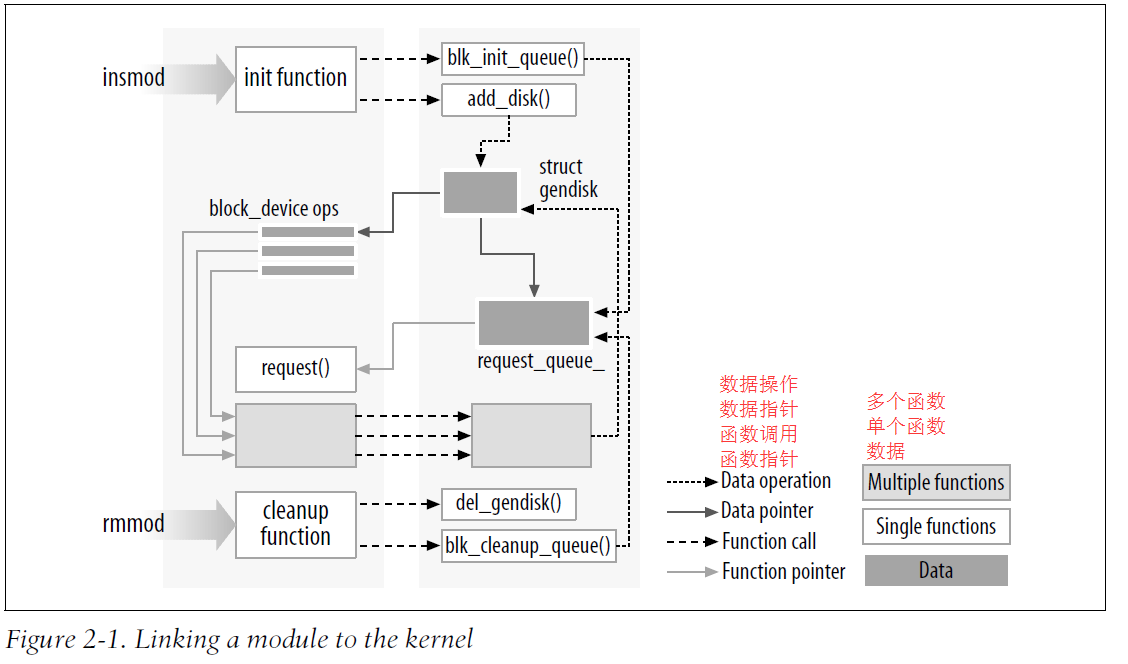 insmod
init function
blk_init_queue()
add_disk()
struct
gendisk
block_device ops
request_queue_
request()
rmmod
cleanup
function
del_gendisk()
blk_cleanup_queue()
数据操作
数据指针
函数调用
函数指针
多个函数
单个函数
数据
Data operation
Data pointer
Function call
Function pointer
Multiple functions
Single functions
Data
Figure 2-1. Linking a module to the kernel